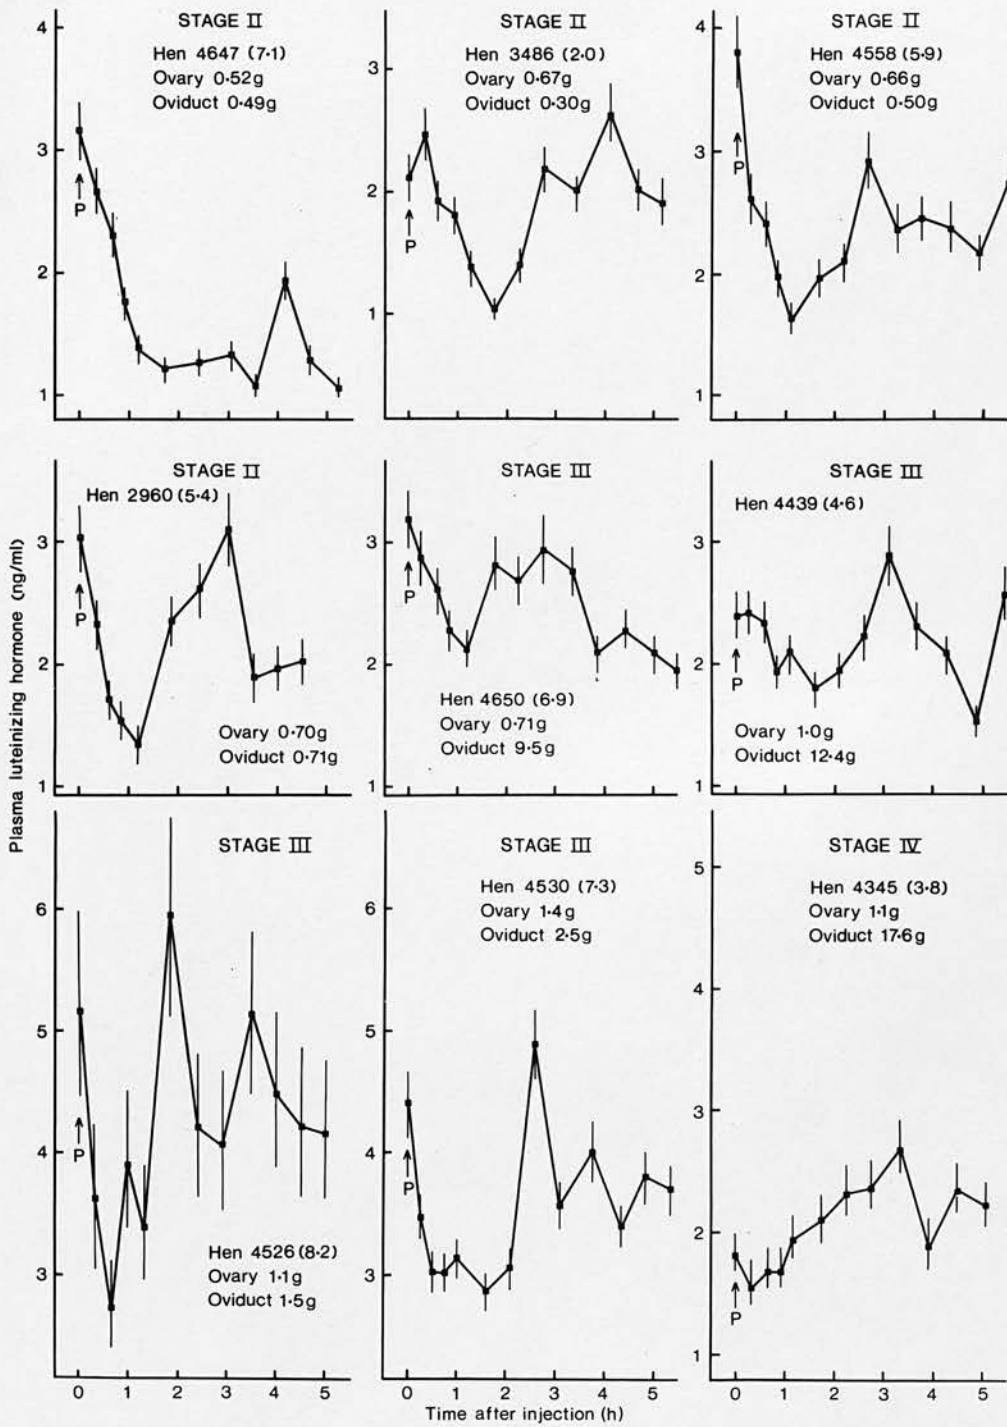 STAGE II
Hen 4647 (7·1)
Ovary 0·52g
Oviduct 0·49g
4
3
2
1
P
STAGE II
Hen 3486 (2·0)
Ovary 0·67g
Oviduct 0·30g
3
2
1
P
STAGE II
Hen 4558 (5·9)
Ovary 0·66g
Oviduct 0·50g
4
3
2
1
P
STAGE II
Hen 2960 (5·4)
Ovary 0·70g
Oviduct 0·71g
3
2
1
P
STAGE III
Hen 4650 (6·9)
Ovary 0·71g
Oviduct 9·5g
3
2
1
P
STAGE III
Hen 4439 (4·6)
Ovary 1·0g
Oviduct 12·4g
3
2
1
P
Plasma luteinizing hormone (ng/ml)
STAGE III
Hen 4526 (8·2)
Ovary 1·1g
Oviduct 1·5g
6
5
4
3
P
0 1 2 3 4 5
STAGE III
Hen 4530 (7·3)
Ovary 1·4g
Oviduct 2·5g
6
5
4
3
P
0 1 2 3 4 5
STAGE IV
Hen 4345 (3·8)
Ovary 1·1g
Oviduct 17·6g
5
4
3
2
1
P
0 1 2 3 4 5
Time after injection (h)